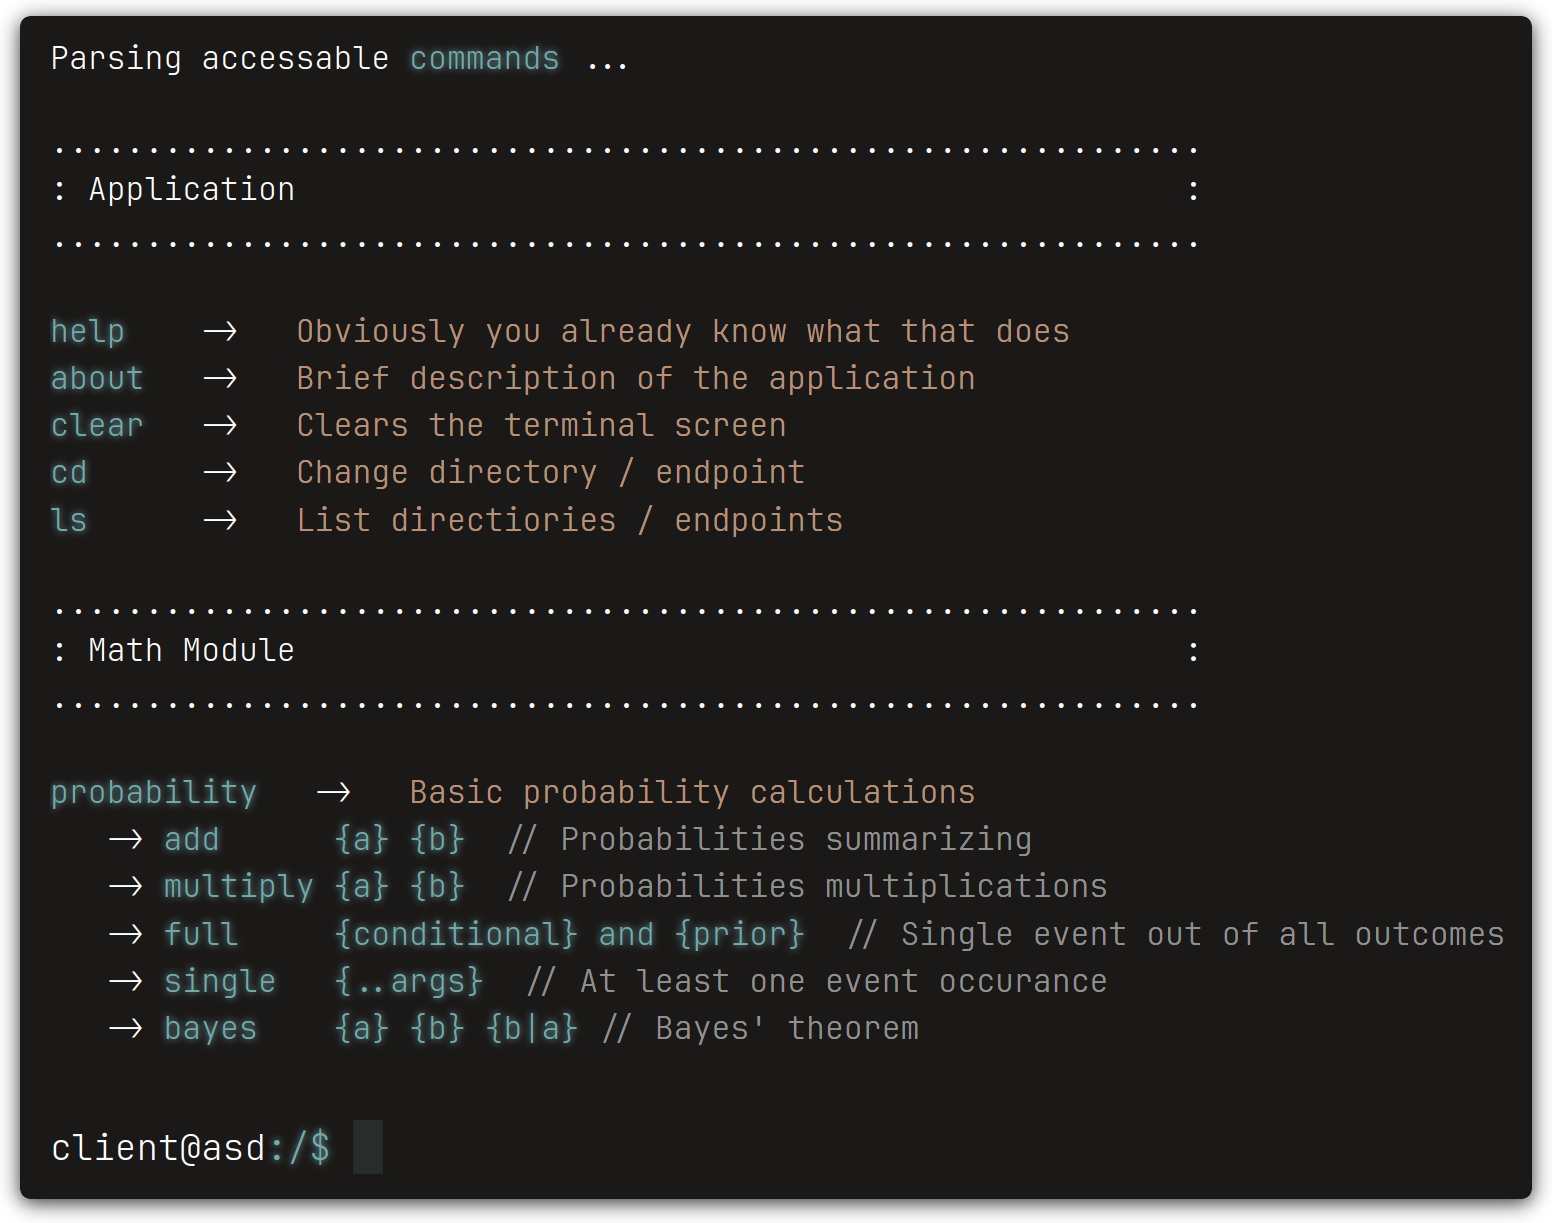 Parsing accessable commands ...
.............................................................
: Application :
.............................................................
help → Obviously you already know what that does
about → Brief description of the application
clear → Clears the terminal screen
cd → Change directory / endpoint
ls → List directiories / endpoints
.............................................................
: Math Module :
.............................................................
probability → Basic probability calculations
→ add {a} {b} // Probabilities summarizing
→ multiply {a} {b} // Probabilities multiplications
→ full {conditional} and {prior} // Single event out of all outcomes
→ single {..args} // At least one event occurance
→ bayes {a} {b} {b|a} // Bayes' theorem
client@asd:/$